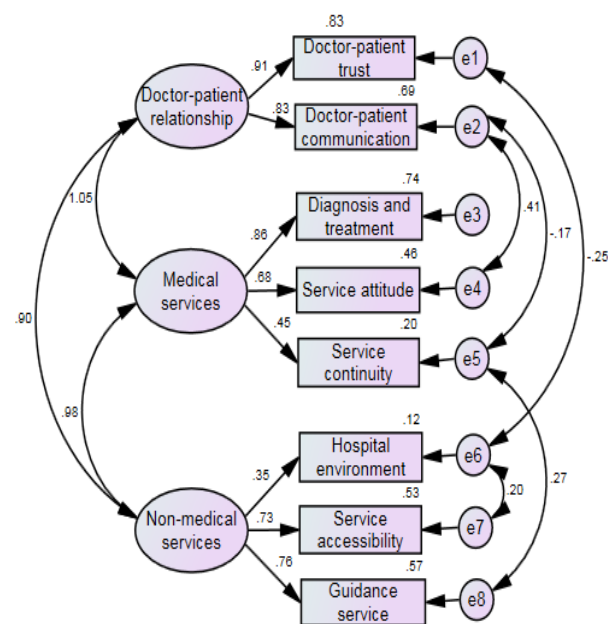 .83
Doctor-patient
trust
e1
.91
Doctor-patient
relationship
.69
.83
Doctor-patient
communication
e2
.74
1.05
Diagnosis and
treatment
e3
.41
-.17
.86
.46
-.25
Medical
services
.68
Service attitude
e4
.90
.45
.20
Service
continuity
e5
.98
.12
Hospital
environment
e6
.27
.35
.20
.53
Non-medical
services
.73
Service
accessibility
e7
.76
.57
Guidance
service
e8